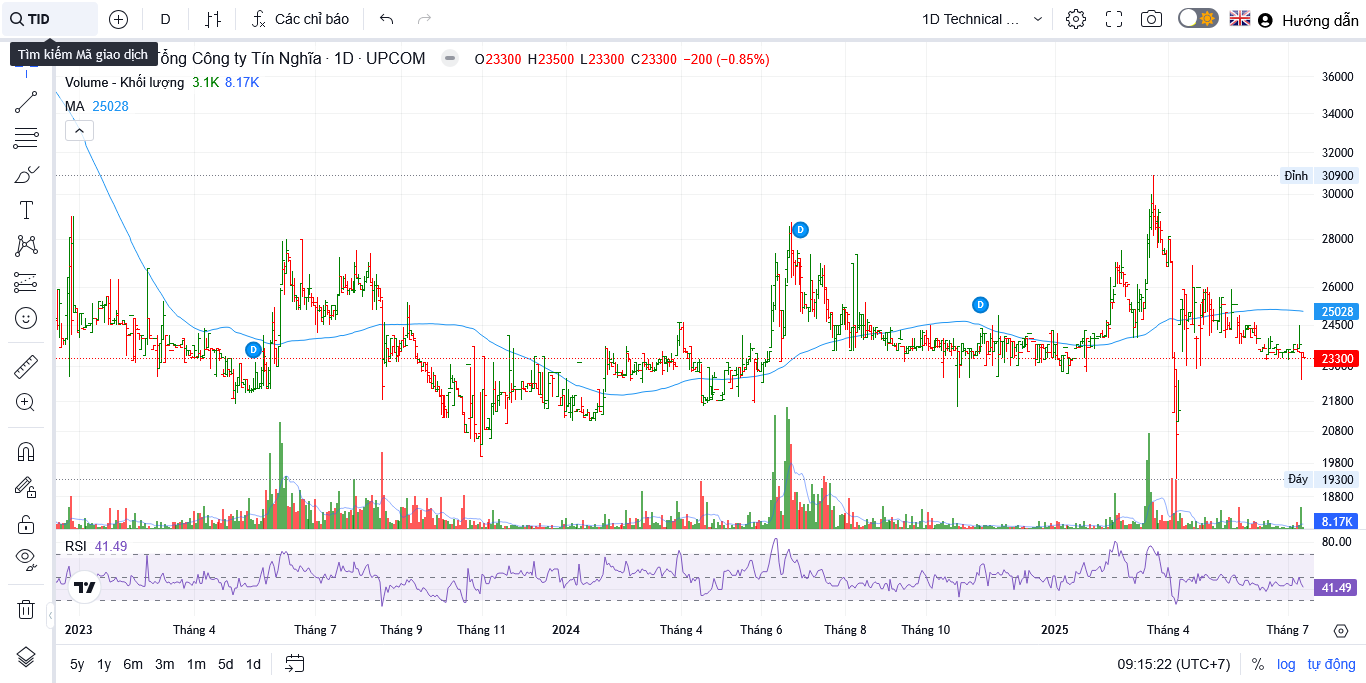 TID D Các chỉ báo 1D Technical ... Hướng dẫn
Tìm kiếm Mã giao dịch
Tổng Công ty Tín Nghĩa · 1D · UPCOM O23300 H23500 L23300 C23300 −200 (−0.85%)
Volume - Khối lượng 3.1K 8.17K
MA 25028
36000
34000
32000
Đỉnh 30900
30000
D
28000
26000
D
25028
24500
D
23300
23000
21800
20800
19800
Đáy 19300
18800
8.17K
RSI 41.49
80.00
41.49
2023 Tháng 4 Tháng 7 Tháng 9 Tháng 11 2024 Tháng 4 Tháng 6 Tháng 8 Tháng 10 2025 Tháng 4 Tháng 7
5y 1y 6m 3m 1m 5d 1d 09:15:22 (UTC+7) % log tự động